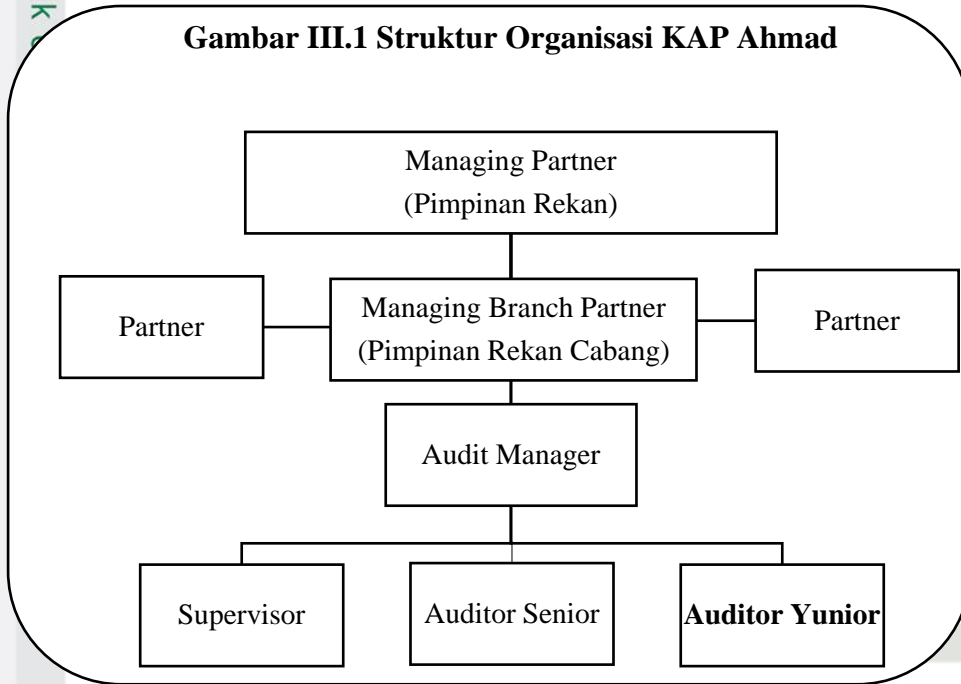 Gambar III.1 Struktur Organisasi KAP Ahmad
Managing Partner
(Pimpinan Rekan)
Partner
Managing Branch Partner
(Pimpinan Rekan Cabang)
Partner
Audit Manager
Supervisor
Auditor Senior
Auditor Yunior